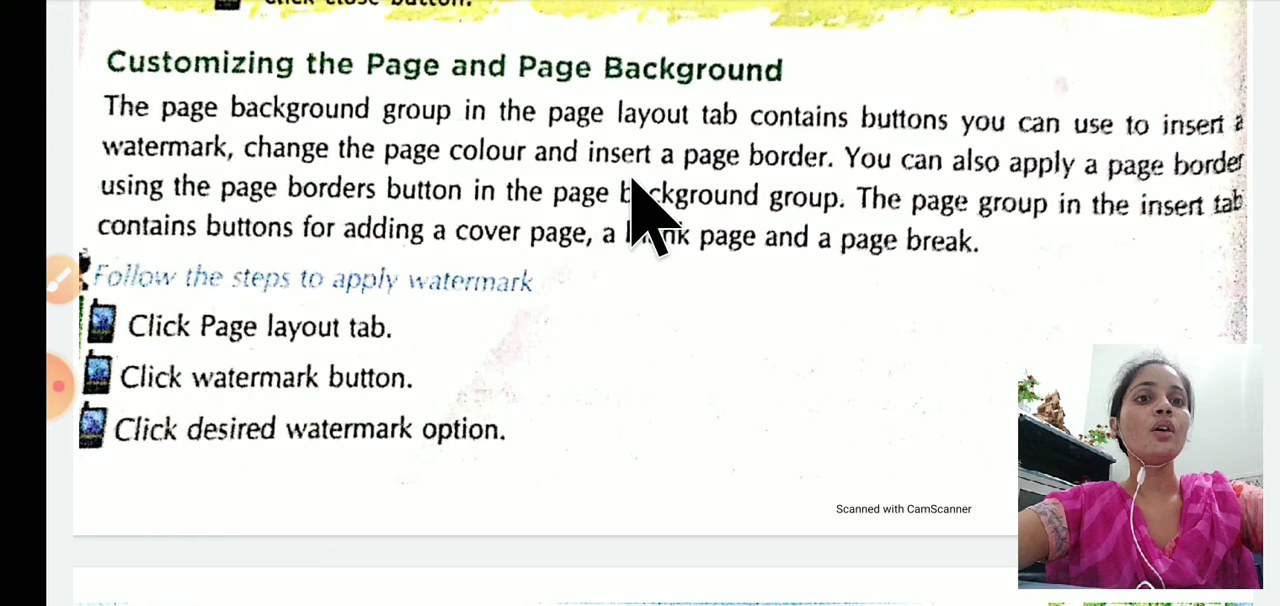 click close button.
Customizing the Page and Page Background
The page background group in the page layout tab contains buttons you can use to insert a
watermark, change the page colour and insert a page border. You can also apply a page border
using the page borders button in the page background group. The page group in the insert tab
contains buttons for adding a cover page, a blank page and a page break.
Follow the steps to apply watermark
Click Page layout tab.
Click watermark button.
Click desired watermark option.
Scanned with CamScanner